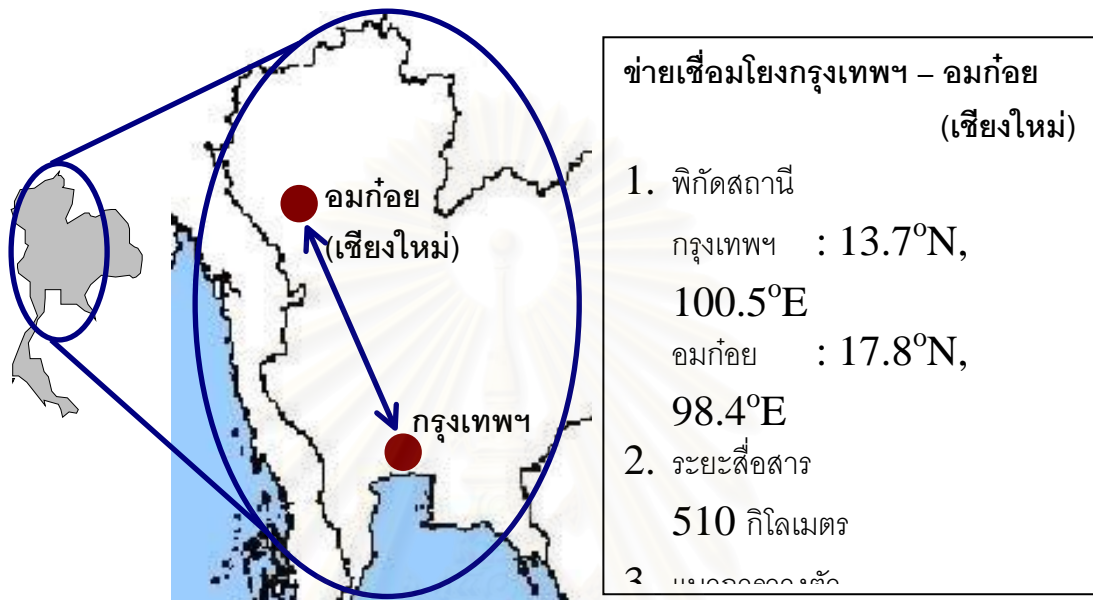 อมก๋อย
(เชียงใหม่)
กรุงเทพฯ
ข่ายเชื่อมโยงกรุงเทพฯ – อมก๋อย
(เชียงใหม่)
1. พิกัดสถานี
กรุงเทพฯ : 13.7°N,
100.5°E
อมก๋อย : 17.8°N,
98.4°E
2. ระยะสื่อสาร
510 กิโลเมตร
3.